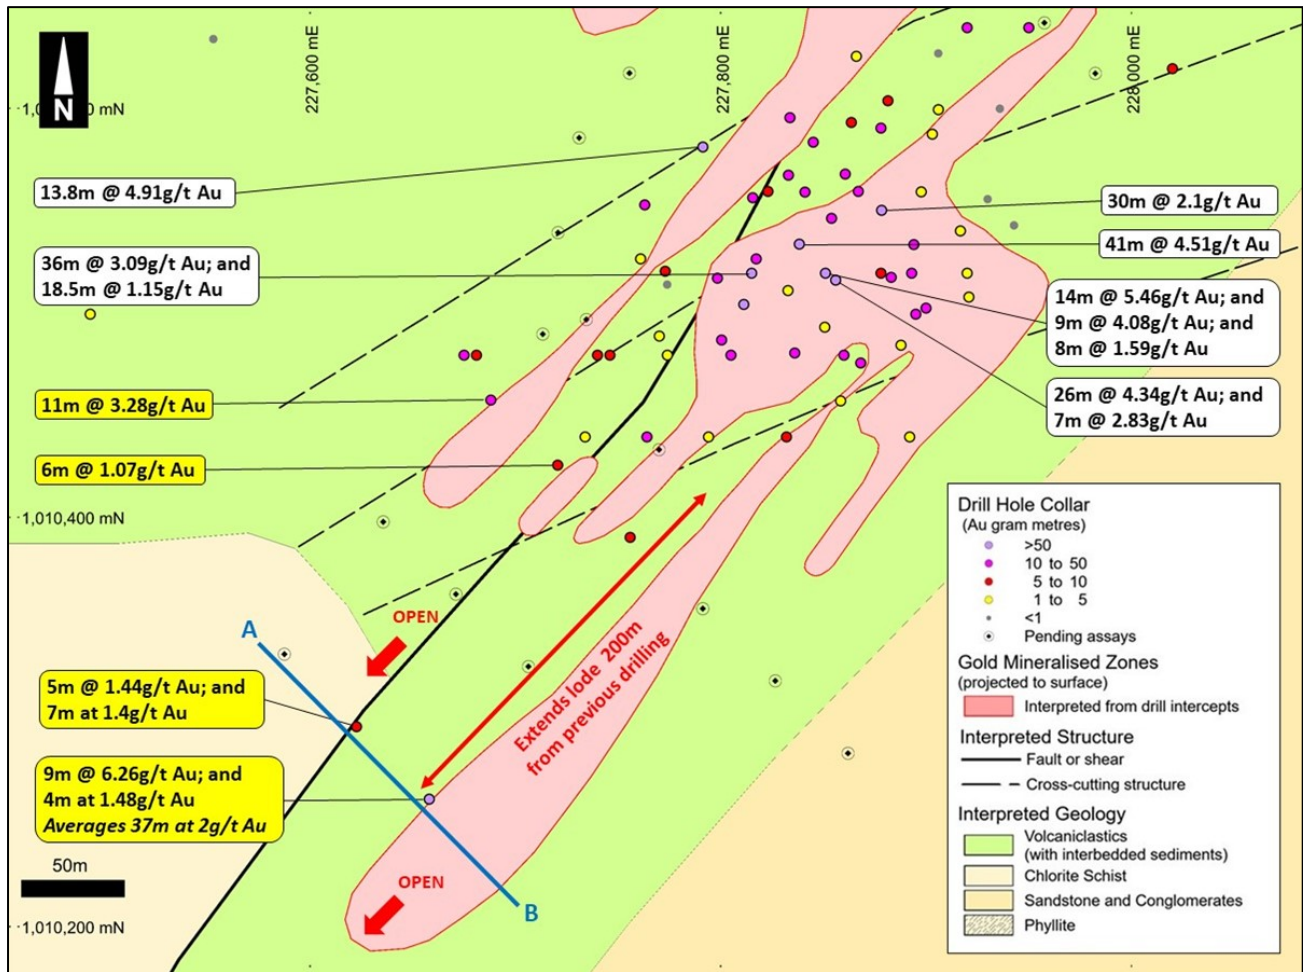 227,600 mE
227,800 mE
228,000 mE
N
mN
13.8m @ 4.91g/t Au
36m @ 3.09g/t Au; and
18.5m @ 1.15g/t Au
11m @ 3.28g/t Au
6m @ 1.07g/t Au
30m @ 2.1g/t Au
41m @ 4.51g/t Au
14m @ 5.46g/t Au; and
9m @ 4.08g/t Au; and
8m @ 1.59g/t Au
26m @ 4.34g/t Au; and
7m @ 2.83g/t Au
1,010,400 mN
OPEN
A
Extends lode 200m
from previous drilling
5m @ 1.44g/t Au; and
7m at 1.4g/t Au
9m @ 6.26g/t Au; and
4m at 1.48g/t Au
Averages 37m at 2g/t Au
50m
OPEN
B
1,010,200 mN
Drill Hole Collar
(Au gram metres)
>50
10 to 50
5 to 10
1 to 5
<1
Pending assays
Gold Mineralised Zones
(projected to surface)
Interpreted from drill intercepts
Interpreted Structure
Fault or shear
Cross-cutting structure
Interpreted Geology
Volcaniclastics
(with interbedded sediments)
Chlorite Schist
Sandstone and Conglomerates
Phyllite